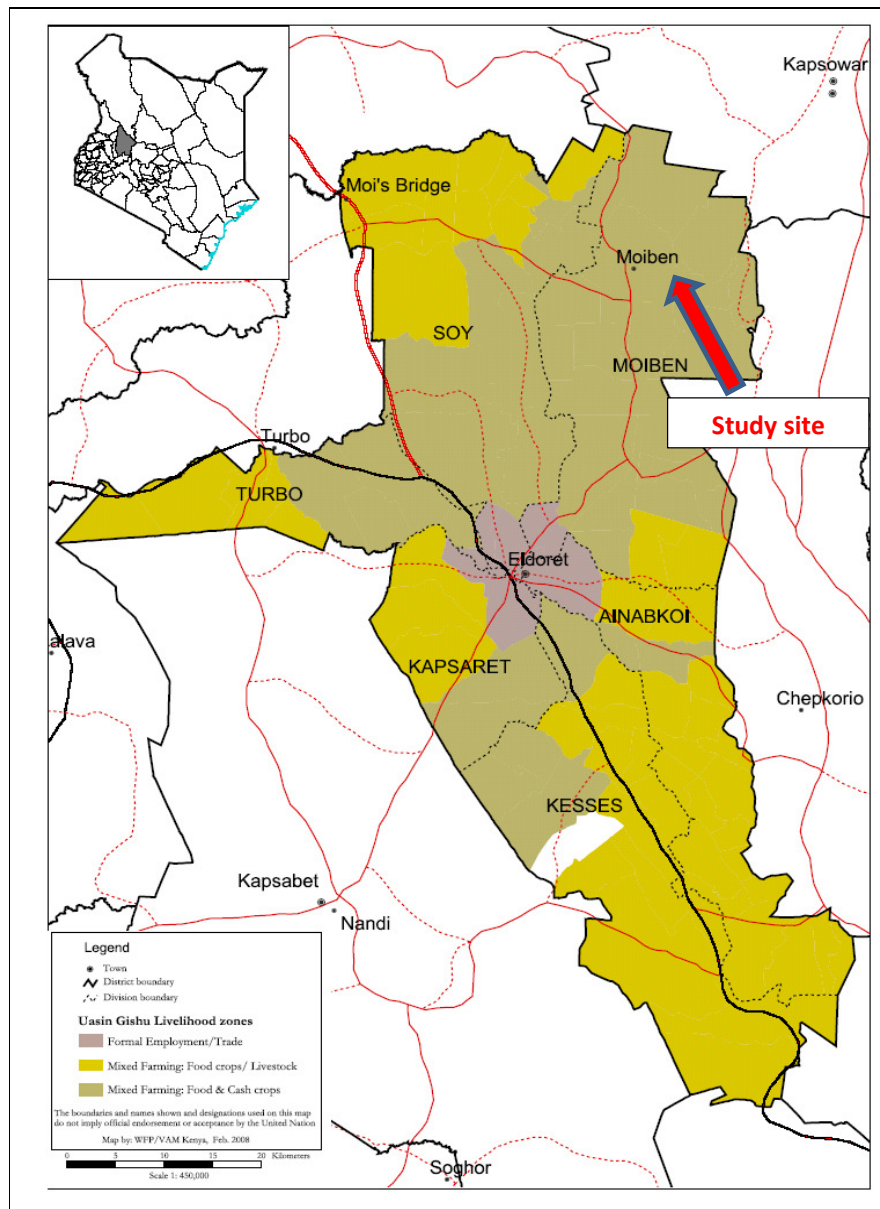 Kapsowar
Moi's Bridge
Moiben
SOY
MOIBEN
Study site
Turbo
TURBO
Eldoret
AINABKOI
alava
KAPSARET
Chepkorio
KESSES
Kapsabet
Nandi
Legend
Town
District boundary
Division boundary
Uasin Gishu Livelihood zones
Formal Employment/Trade
Mixed Farming: Food crops/ Livestock
Mixed Farming: Food & Cash crops
The boundaries and names shown and designations used on this map
do not imply official endorsement or acceptance by the United Nation
Map by: WFP/VAM Kenya, Feb. 2008
0 5 10 15 20 Kilometers
Scale 1: 450,000
Soghor